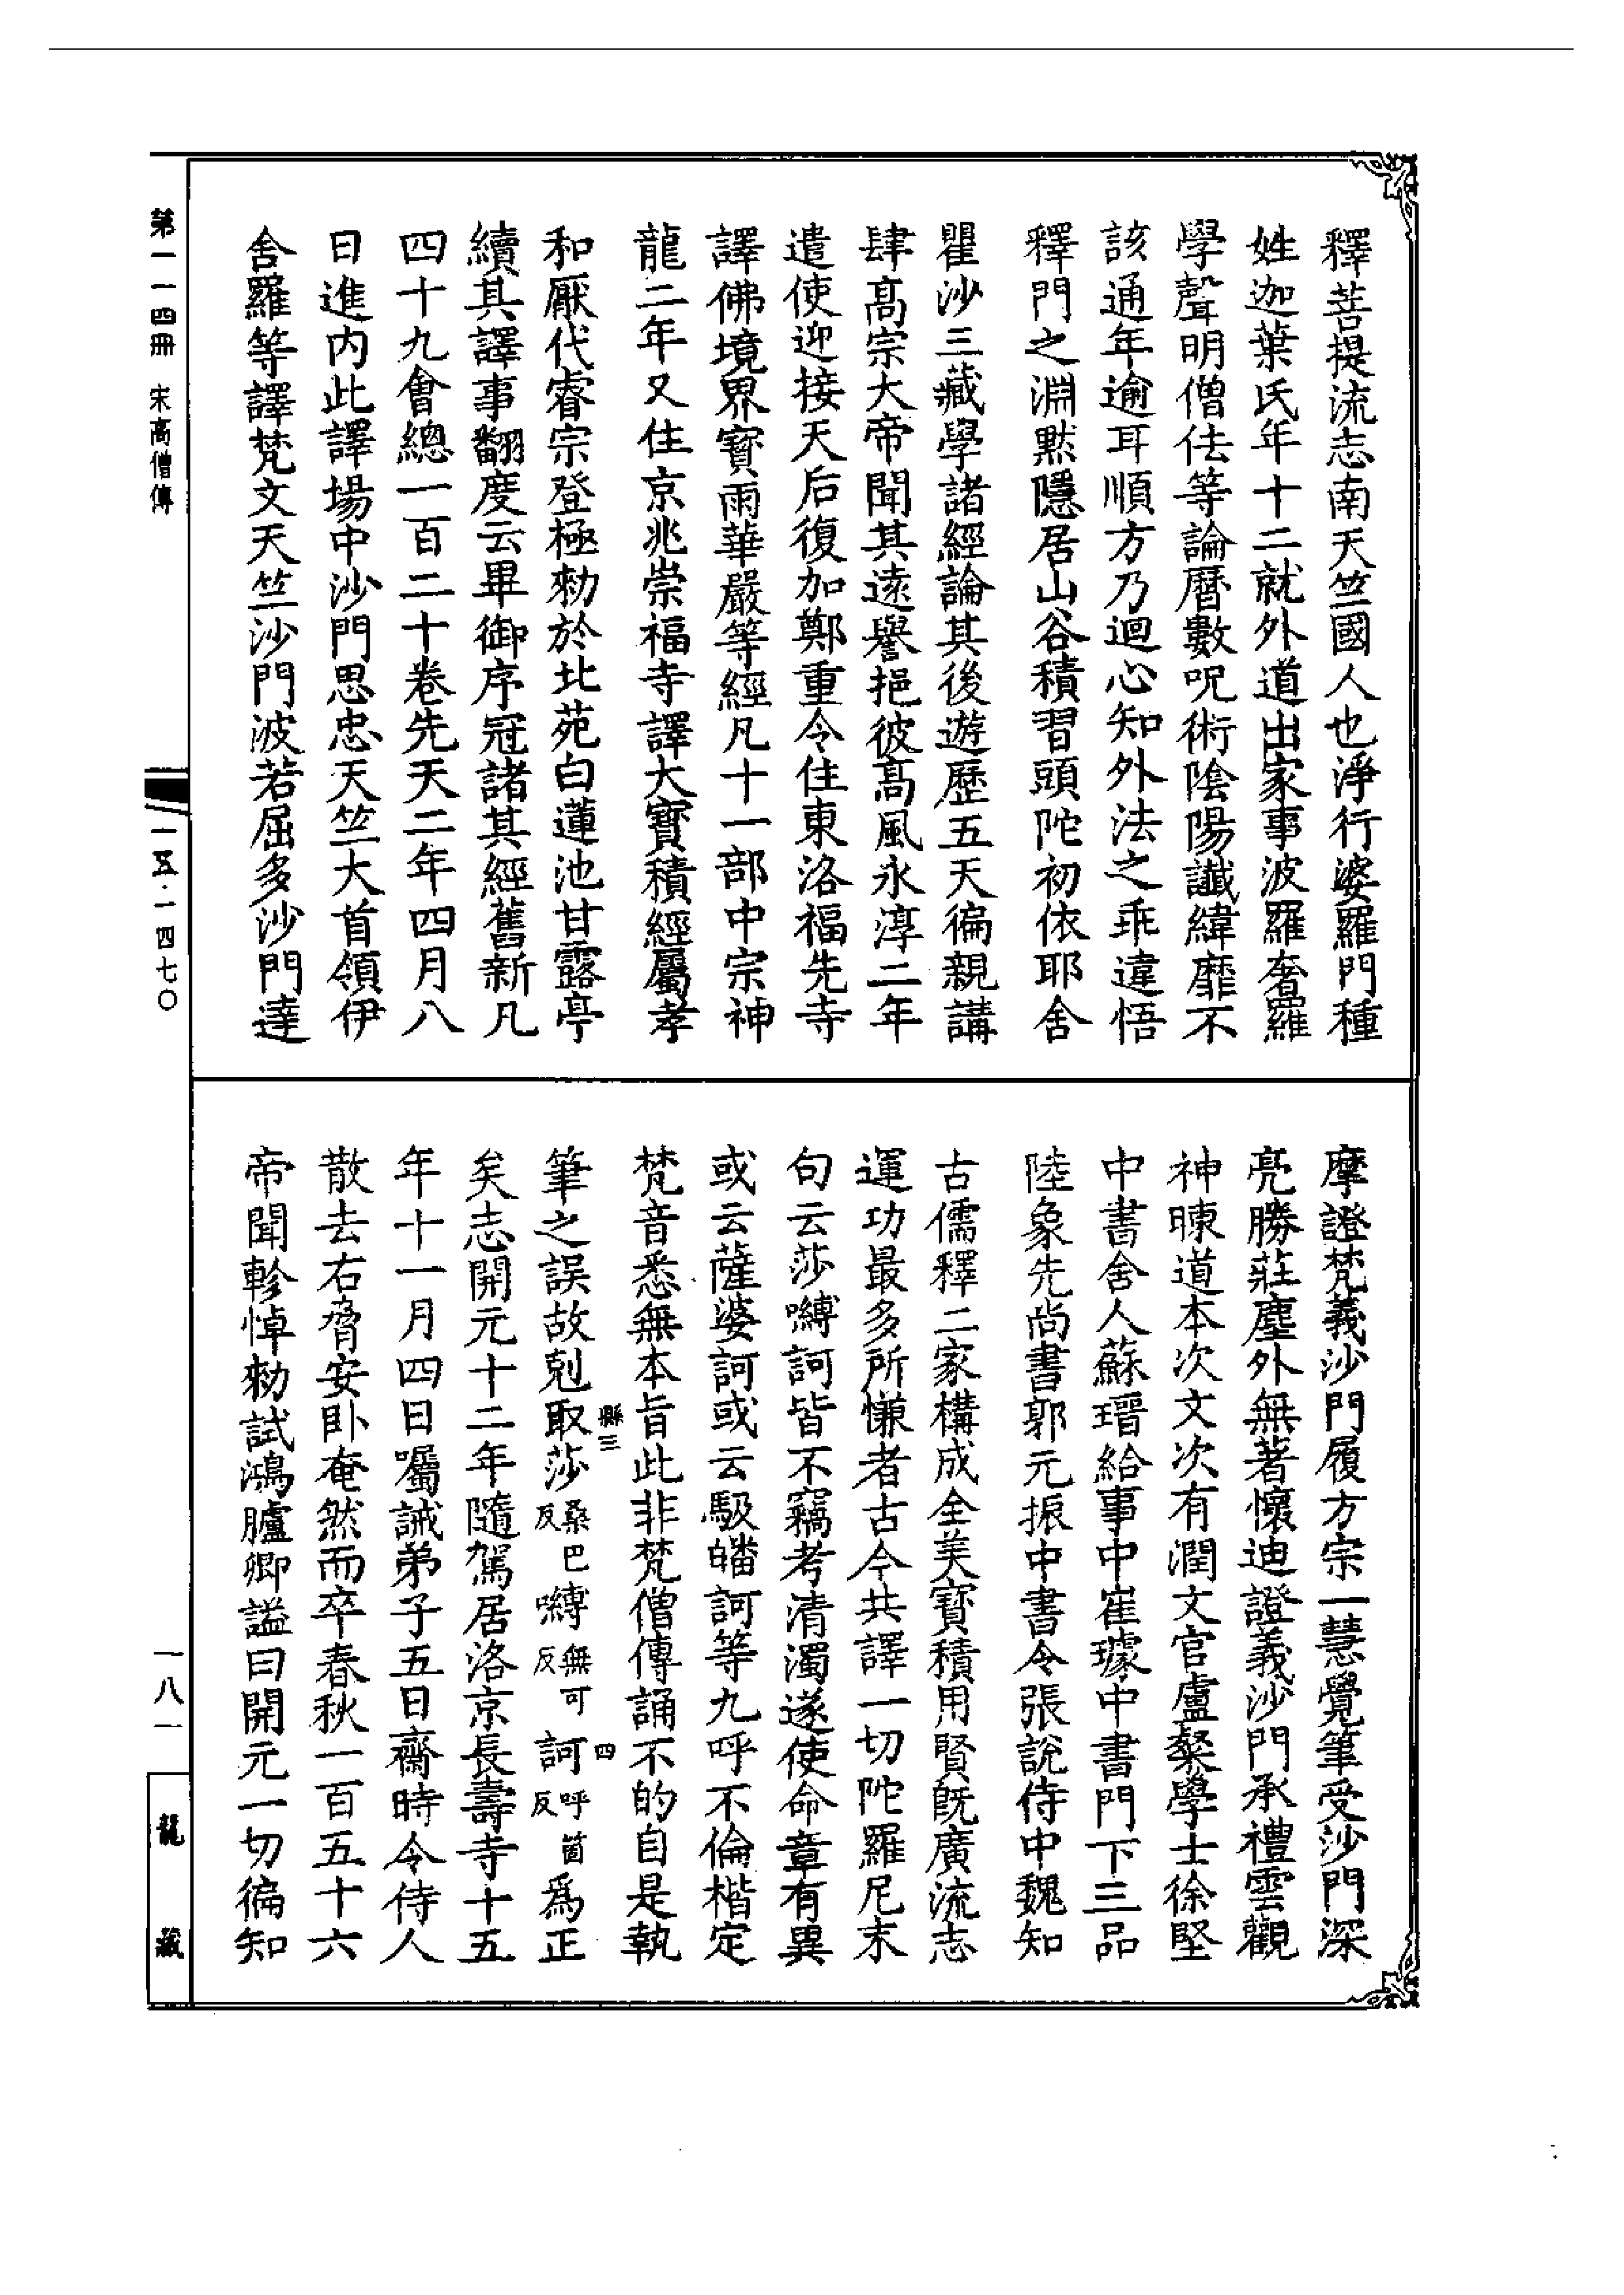 釋菩提流志南天竺國人也淨行婆羅門種
姓迦葉氏年十二就外道出家事波羅奢羅
學聲明僧佉等論曆數呪術陰陽讖緯靡不
該通年逾耳順方乃迴心知外法之乖違悟
釋門之淵默隱居山谷積習頭陀初依耶舍
瞿沙三藏學諸經論其後遊歷五天徧親講
肆高宗大帝聞其遠譽挹彼高風永淳二年
遣使迎接天后復加鄭重令住東洛福先寺
譯佛境界寶雨華嚴等經凡十一部中宗神
龍二年又住京兆崇福寺譯大寶積經屬孝
和厭代睿宗登極勑於北苑白蓮池甘露亭
續其譯事翻度云畢御序冠諸其經舊新凡
四十九會總一百二十卷先天二年四月八
日進內此譯場中沙門思忠天竺大首領伊
舍羅等譯梵文天竺沙門波若屈多沙門達
摩證梵義沙門履方宗一慧覺筆受沙門深
亮勝莊塵外無著懷迪證義沙門承禮雲觀
神暕道本次文次有潤文官盧粲學士徐堅
中書舍人蘇瑨給事中崔璩中書門下三品
陸象先尚書郭元振中書令張說侍中魏知
古儒釋二家構成全美寶積用賢旣廣流志
運功最多所慊者古今共譯一切陀羅尼末
句云莎嚩訶皆不竊考清濁遂使命章有異
或云薩婆訶或云馺皤訶等九呼不倫楷定
梵音悉無本旨此非梵僧傳誦不的自是執
筆之誤故剋取莎桑巴反嚩無可反訶呼箇反爲正
矣志開元十二年隨駕居洛京長壽寺十五
年十一月四日囑誡弟子五日齋時令侍人
散去右脅安臥奄然而卒春秋一百五十六
帝聞軫悼勑試鴻臚卿謚曰開元一切徧知
縣三
四
第一一四冊 宋高僧傳
一五·一四七〇
一八一
龍藏